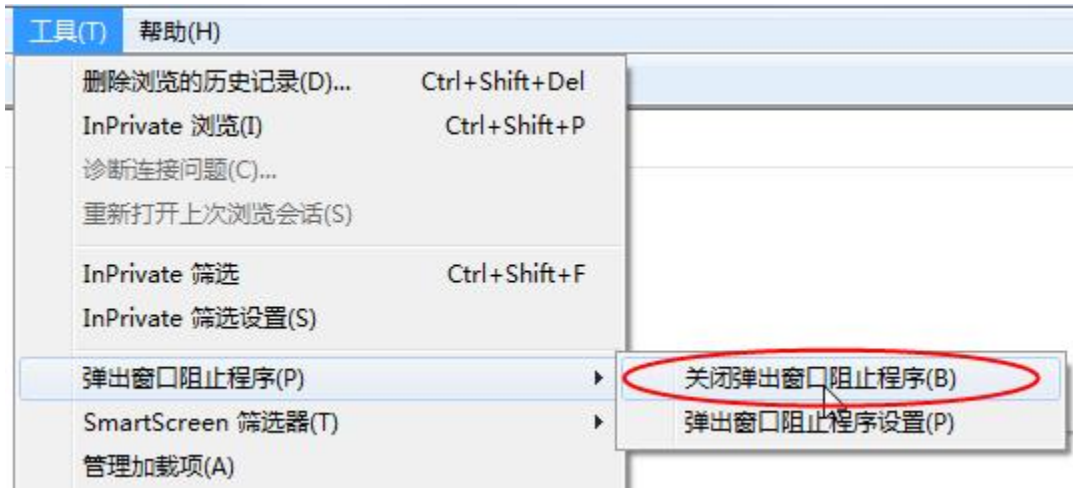 工具(T) 帮助(H)
删除浏览的历史记录(D)... Ctrl+Shift+Del
InPrivate 浏览(I) Ctrl+Shift+P
诊断连接问题(C)...
重新打开上次浏览会话(S)
InPrivate 筛选 Ctrl+Shift+F
InPrivate 筛选设置(S)
弹出窗口阻止程序(P) 关闭弹出窗口阻止程序(B)
SmartScreen 筛选器(T) 弹出窗口阻止程序设置(P)
管理加载项(A)